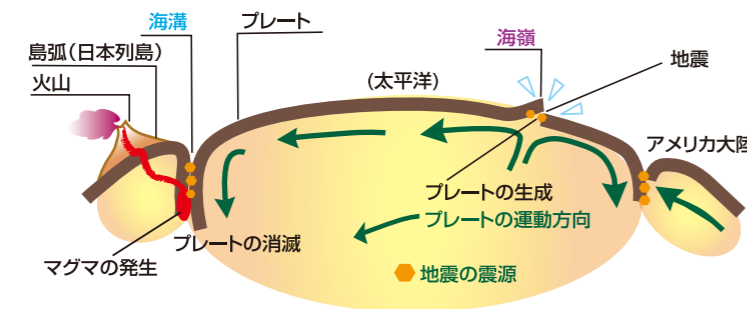 海溝
プレート
島弧(日本列島)
火山
海嶺
(太平洋)
地震
アメリカ大陸
プレートの生成
プレートの運動方向
プレートの消滅
マグマの発生
地震の震源